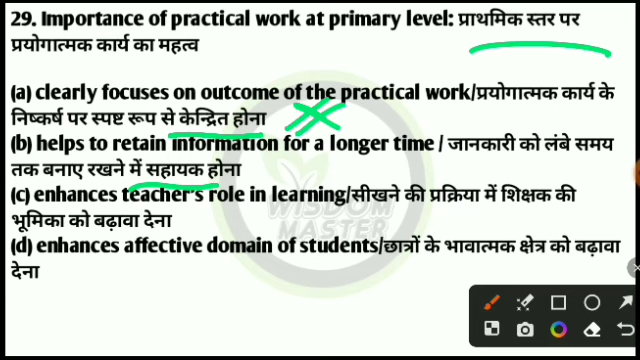 29. Importance of practical work at primary level: प्राथमिक स्तर पर
प्रयोगात्मक कार्य का महत्व
(a) clearly focuses on outcome of the practical work/प्रयोगात्मक कार्य के
निष्कर्ष पर स्पष्ट रूप से केन्द्रित होना
(b) helps to retain information for a longer time / जानकारी को लंबे समय
तक बनाए रखने में सहायक होना
(c) enhances teacher's role in learning/सीखने की प्रक्रिया में शिक्षक की
भूमिका को बढ़ावा देना
(d) enhances affective domain of students/छात्रों के भावात्मक क्षेत्र को बढ़ावा
देना
WISDOM
MASTER